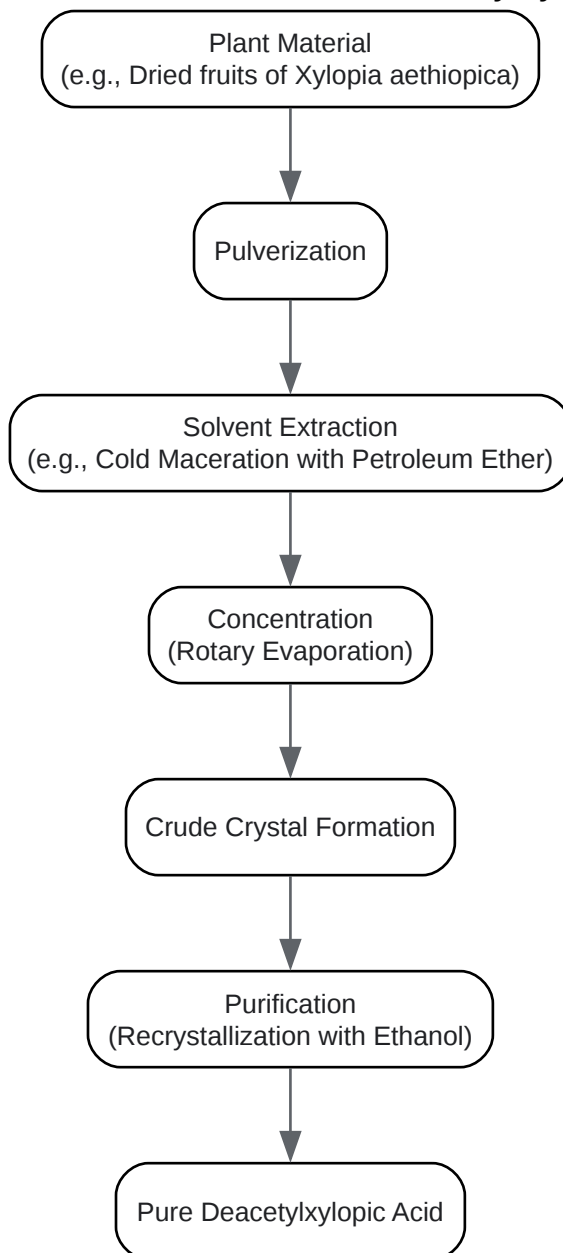 Plant Material
(e.g., Dried fruits of Xylopia aethiopica)
Pulverization
Solvent Extraction
(e.g., Cold Maceration with Petroleum Ether)
Concentration
(Rotary Evaporation)
Crude Crystal Formation
Purification
(Recrystallization with Ethanol)
Pure Deacetylxylopic Acid